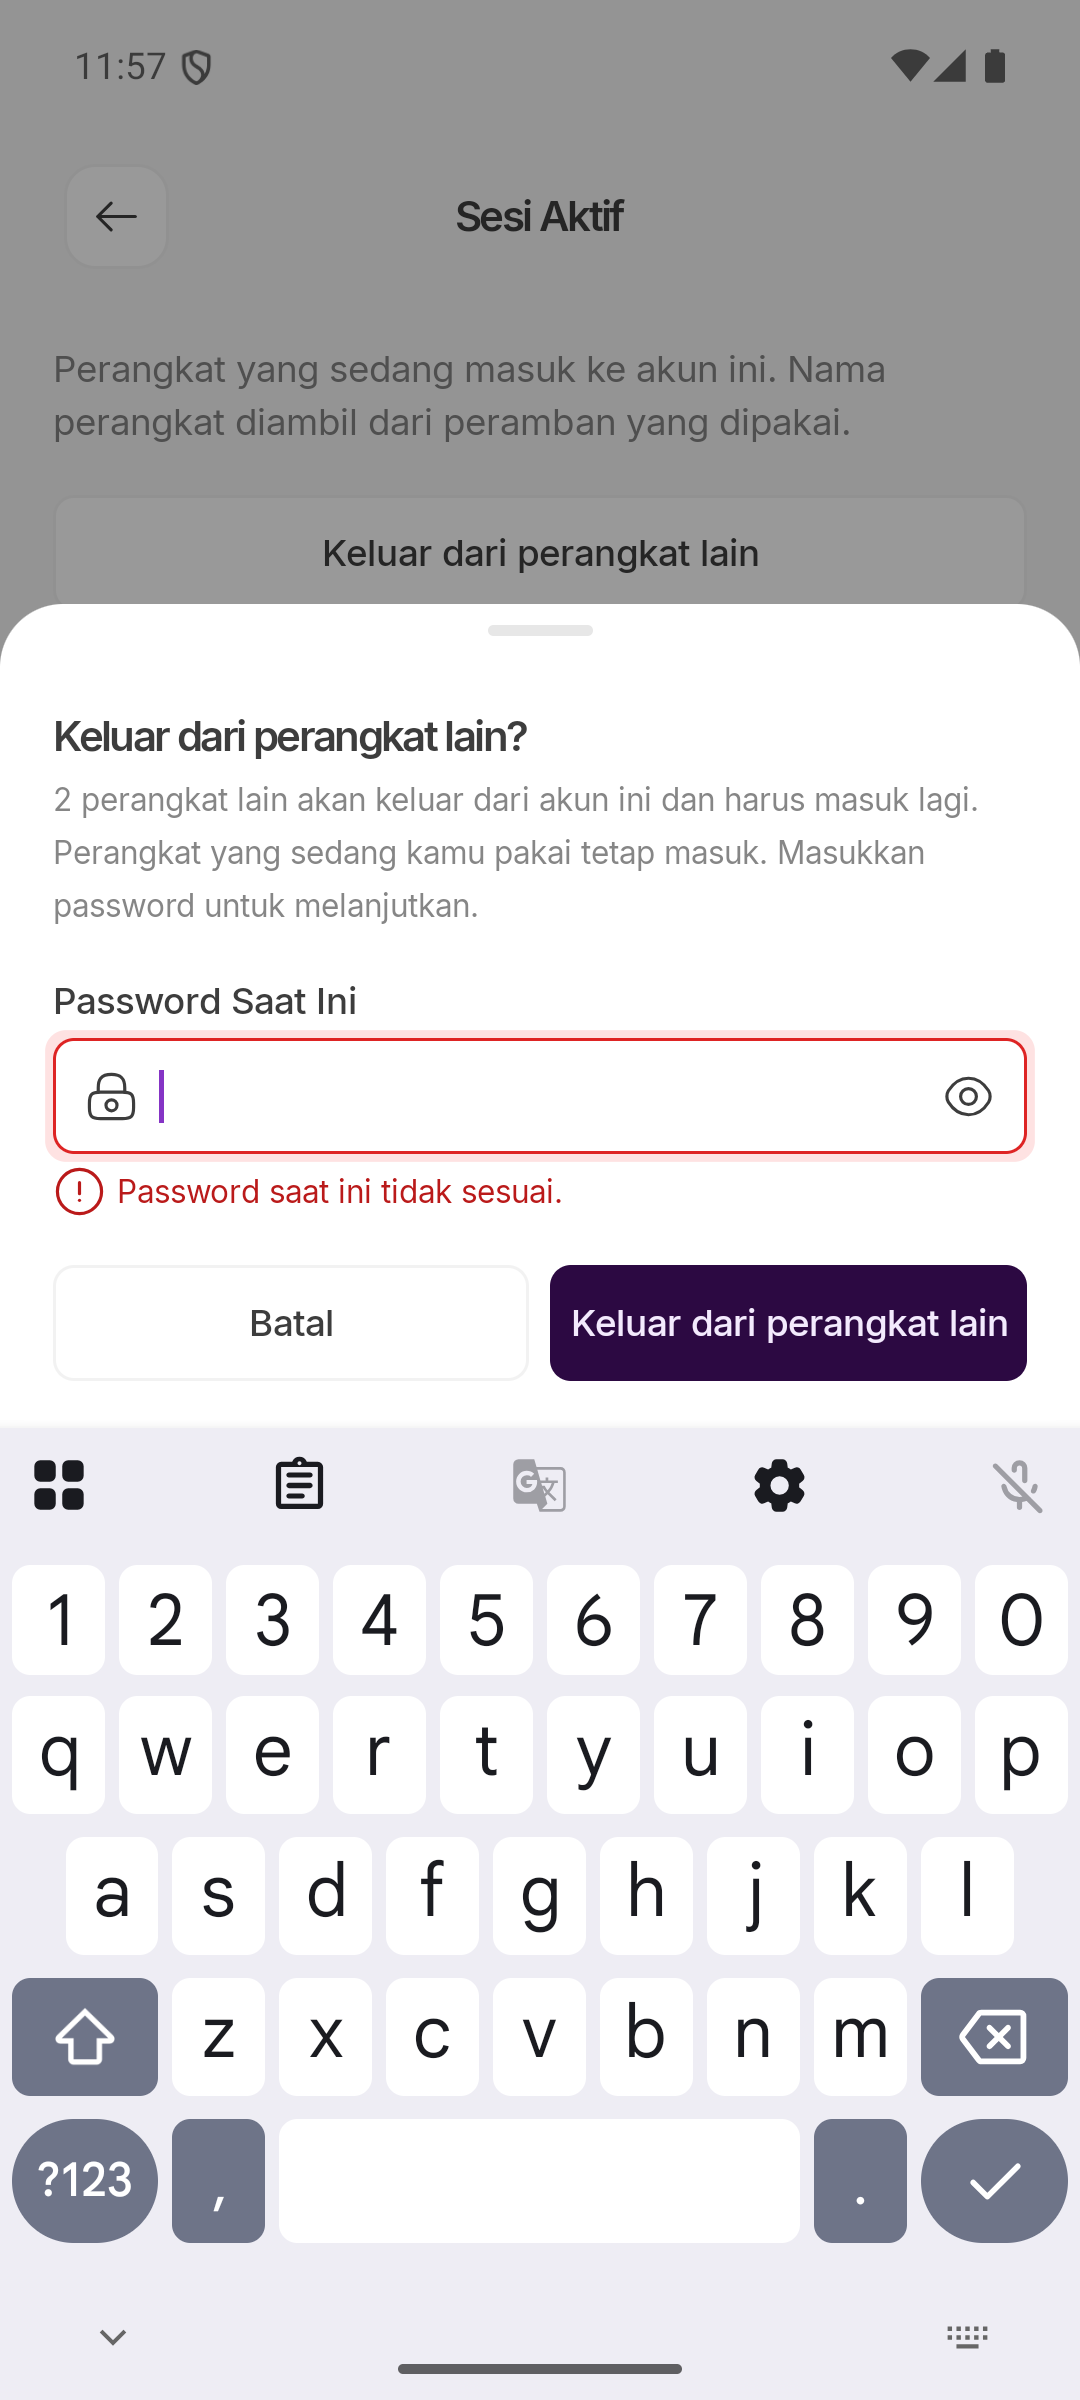 11:57
Sesi Aktif
Perangkat yang sedang masuk ke akun ini. Nama
perangkat diambil dari peramban yang dipakai.
Keluar dari perangkat lain
Keluar dari perangkat lain?
2 perangkat lain akan keluar dari akun ini dan harus masuk lagi.
Perangkat yang sedang kamu pakai tetap masuk. Masukkan
password untuk melanjutkan.
Password Saat Ini
Password saat ini tidak sesuai.
Batal
Keluar dari perangkat lain
1 2 3 4 5 6 7 8 9 0
q w e r t y u i o p
a s d f g h j k l
z x c v b n m
?123 , .